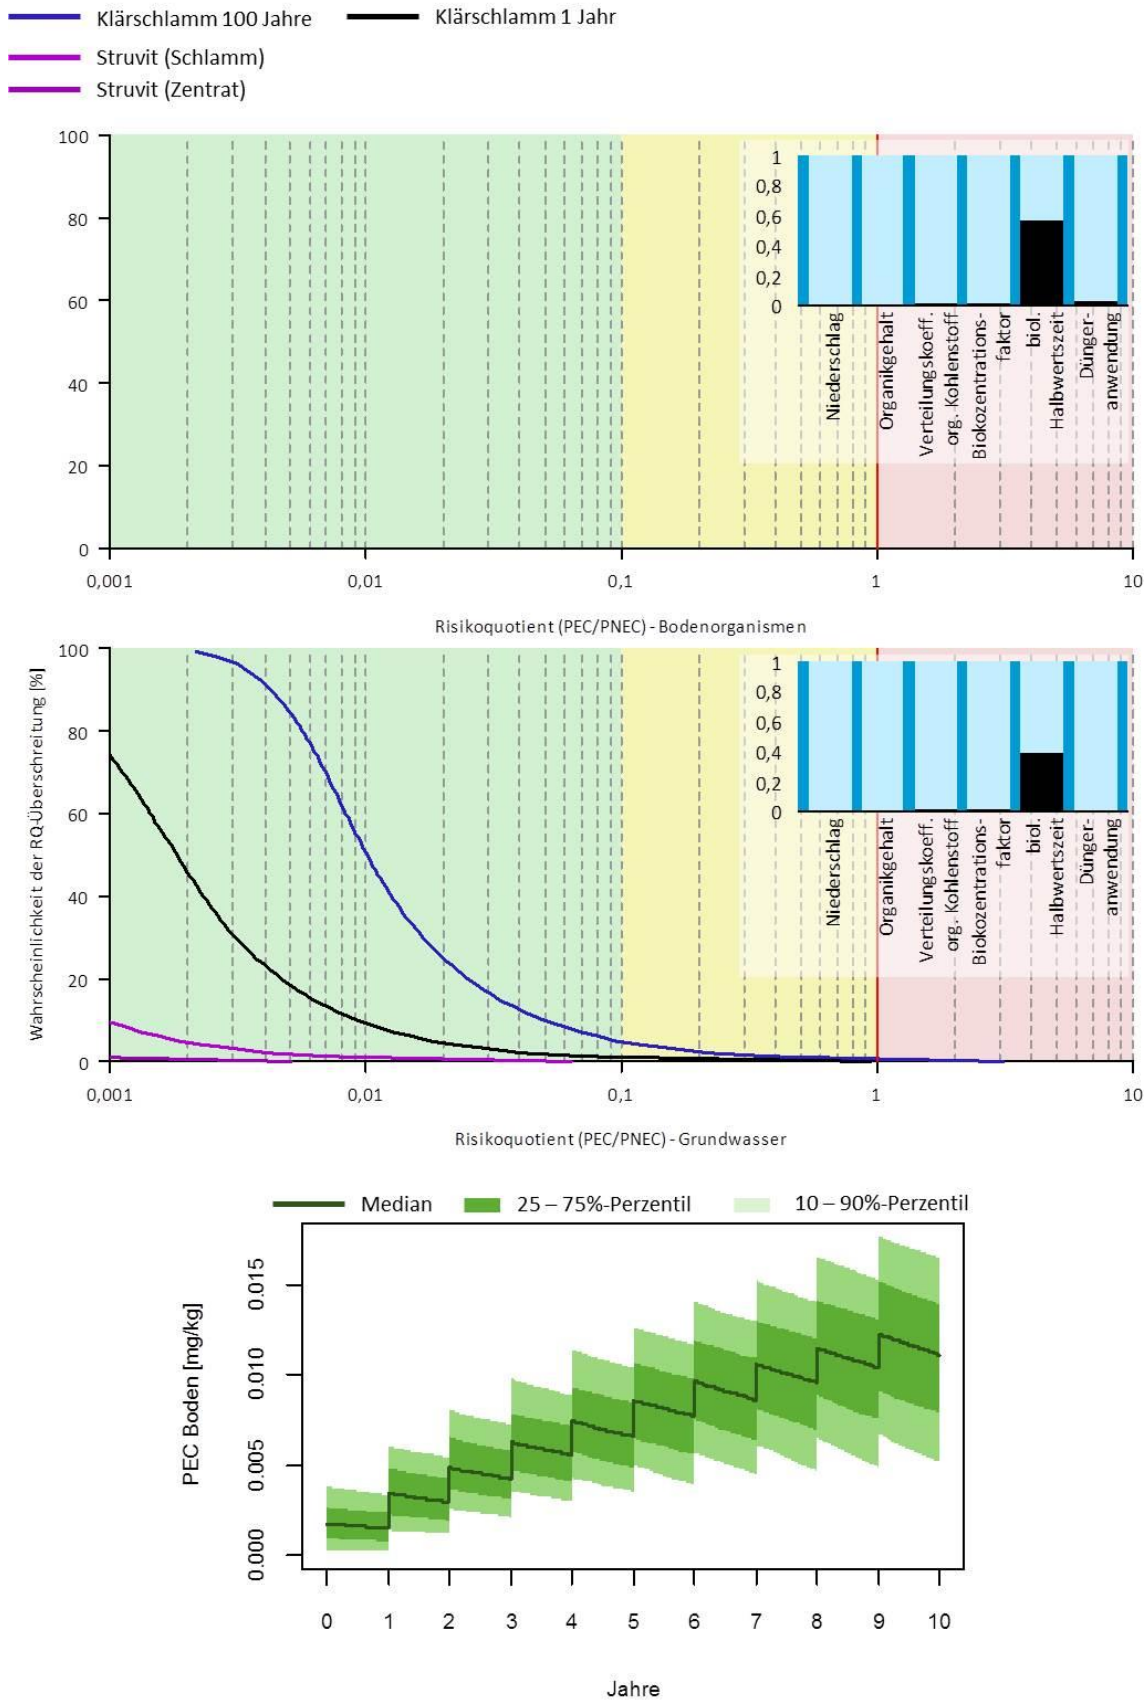 Klärschlamm 100 Jahre
Klärschlamm 1 Jahr
Struvit (Schlamm)
Struvit (Zentrat)
100
80
60
40
20
0
0,001
0,01
0,1
1
10
1
0,8
0,6
0,4
0,2
0
Niederschlag
Organikgehalt
Verteilungskoeff.
org. Kohlenstoff
Biokozentrations-
faktor
biol.
Halbwertszeit
Dünger-
anwendung
Risikoquotient (PEC/PNEC) - Bodenorganismen
Wahrscheinlichkeit der RQ-Überschreitung [%]
100
80
60
40
20
0
0,001
0,01
0,1
1
10
1
0,8
0,6
0,4
0,2
0
Niederschlag
Organikgehalt
Verteilungskoeff.
org. Kohlenstoff
Biokozentrations-
faktor
biol.
Halbwertszeit
Dünger-
anwendung
Risikoquotient (PEC/PNEC) - Grundwasser
Median
25 – 75%-Perzentil
10 – 90%-Perzentil
PEC Boden [mg/kg]
0.015
0.010
0.005
0.000
0 1 2 3 4 5 6 7 8 9 10
Jahre